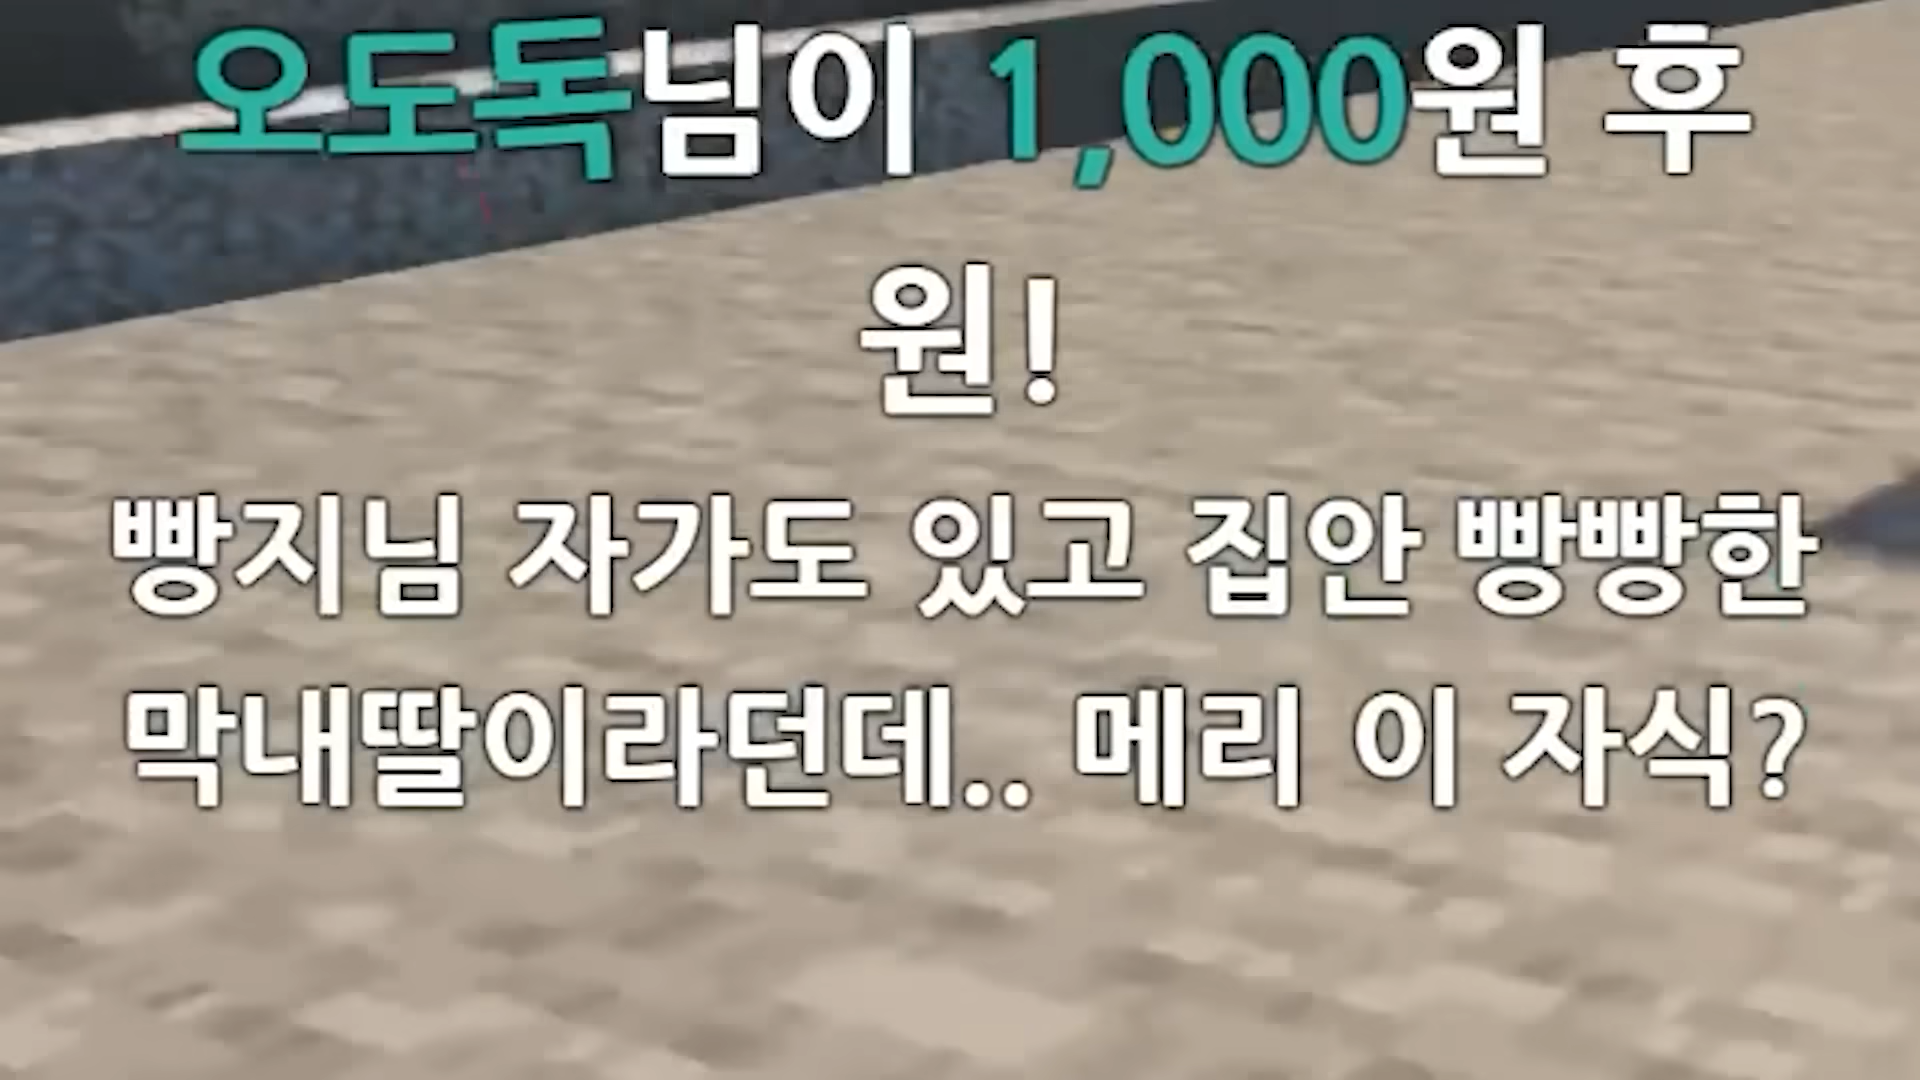 오도독님이 1,000원 후
원!
빵지님 자가도 있고 집안 빵빵한
막내딸이라던데.. 메리 이 자식?